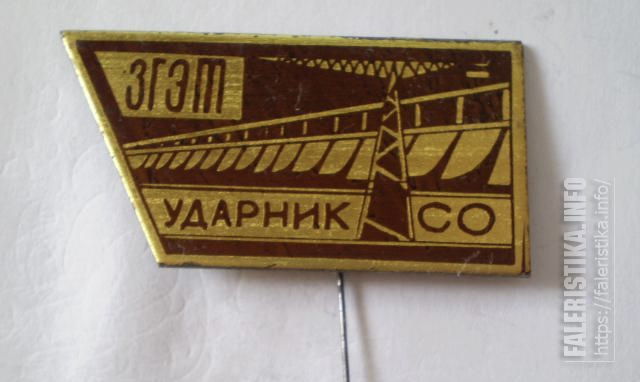 ЗГЭТ
УДАРНИК СО
FALERISTIKA.INFO
https://faleristika.info/